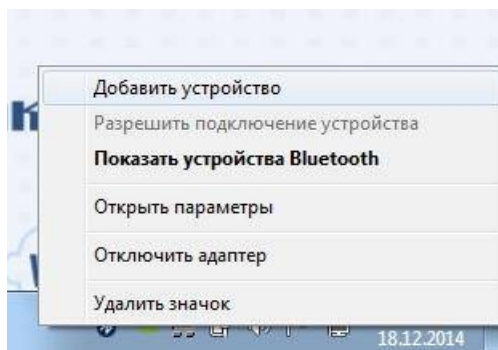 Добавить устройство
Разрешить подключение устройства
Показать устройства Bluetooth
Открыть параметры
Отключить адаптер
Удалить значок
18.12.2014